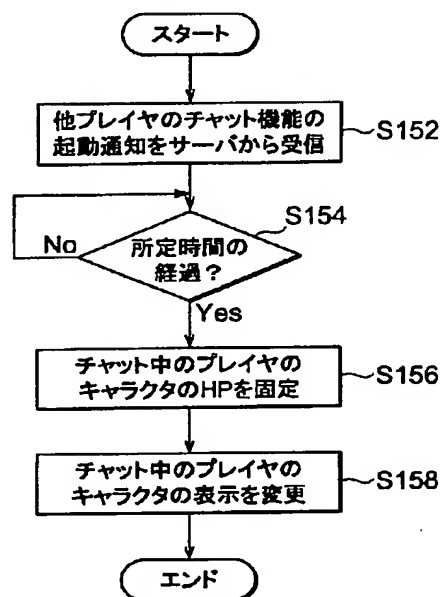 スタート
他プレイヤのチャット機能の
起動通知をサーバから受信
S152
S154
No
所定時間の
経過?
Yes
チャット中のプレイヤの
キャラクタのHPを固定
S156
チャット中のプレイヤの
キャラクタの表示を変更
S158
エンド